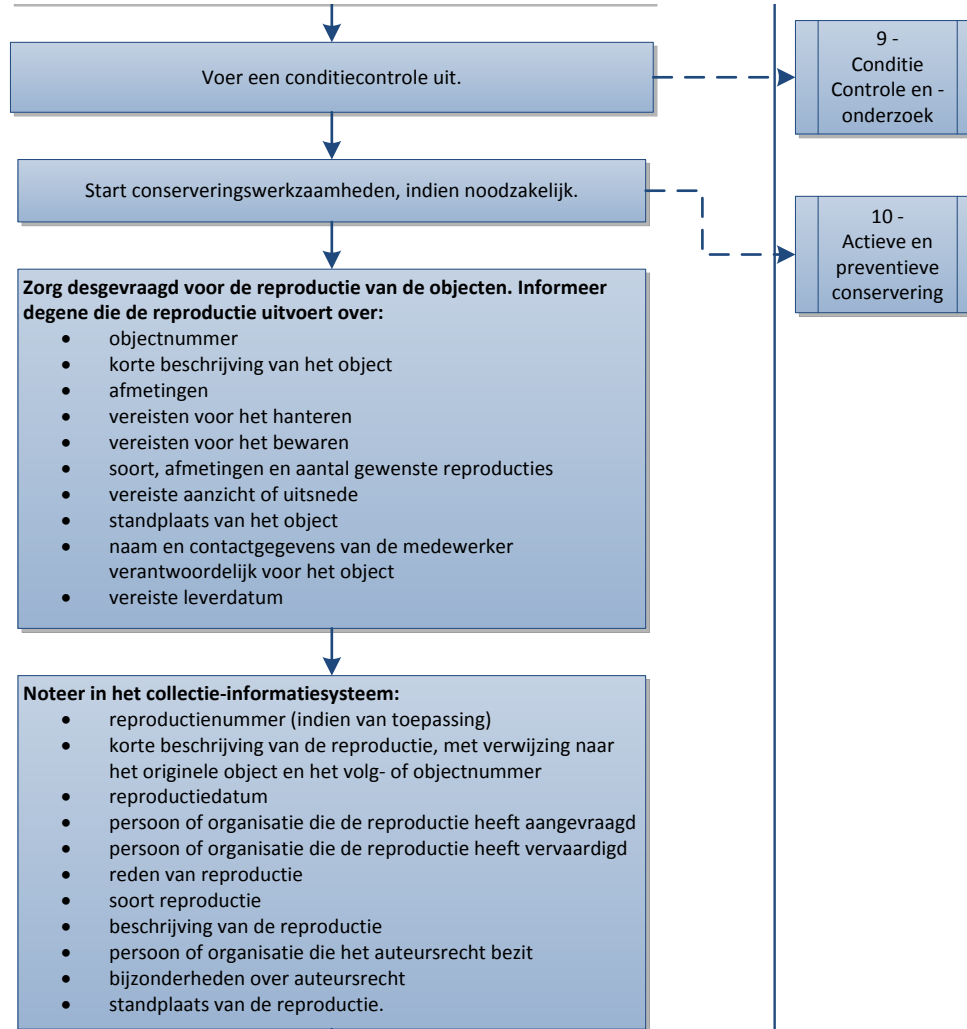 Voer een conditiecontrole uit.
9 -
Conditie
Controle en -
onderzoek
Start conserveringswerkzaamheden, indien noodzakelijk.
10 -
Actieve en
preventieve
conservering
Zorg desgevraagd voor de reproductie van de objecten. Informeer
degene die de reproductie uitvoert over:
• objectnummer
• korte beschrijving van het object
• afmetingen
• vereisten voor het hanteren
• vereisten voor het bewaren
• soort, afmetingen en aantal gewenste reproducties
• vereiste aanzicht of uitsnede
• standplaats van het object
• naam en contactgegevens van de medewerker
verantwoordelijk voor het object
• vereiste leverdatum
Noteer in het collectie-informatiesysteem:
• reproductienummer (indien van toepassing)
• korte beschrijving van de reproductie, met verwijzing naar
het originele object en het volg- of objectnummer
• reproductiedatum
• persoon of organisatie die de reproductie heeft aangevraagd
• persoon of organisatie die de reproductie heeft vervaardigd
• reden van reproductie
• soort reproductie
• beschrijving van de reproductie
• persoon of organisatie die het auteursrecht bezit
• bijzonderheden over auteursrecht
• standplaats van de reproductie.